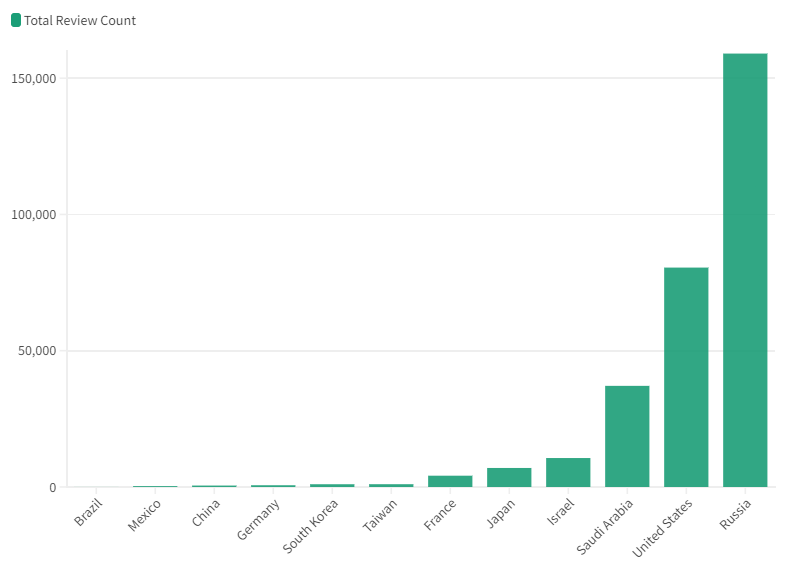 Total Review Count
150,000
100,000
50,000
0
Brazil
Mexico
China
Germany
South Korea
Taiwan
France
Japan
Israel
Saudi Arabia
United States
Russia